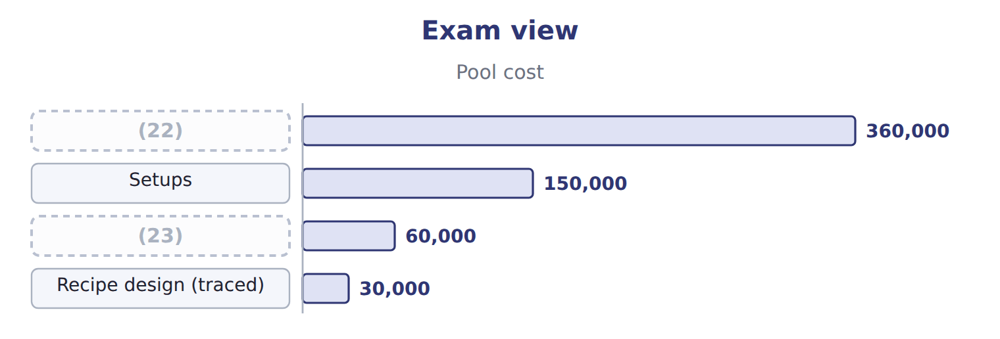 Exam view
Pool cost
(22)
360,000
Setups
150,000
(23)
60,000
Recipe design (traced)
30,000